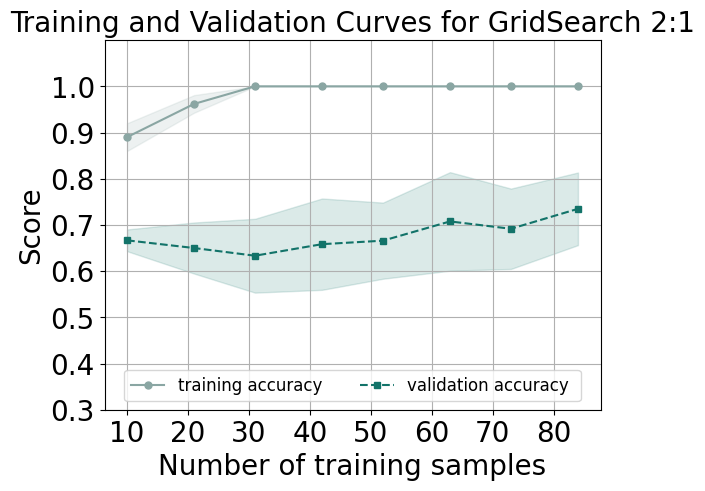 Training and Validation Curves for GridSearch 2:1
1.0
0.9
0.8
0.7
0.6
0.5
0.4
0.3
Score
training accuracy validation accuracy
10 20 30 40 50 60 70 80
Number of training samples